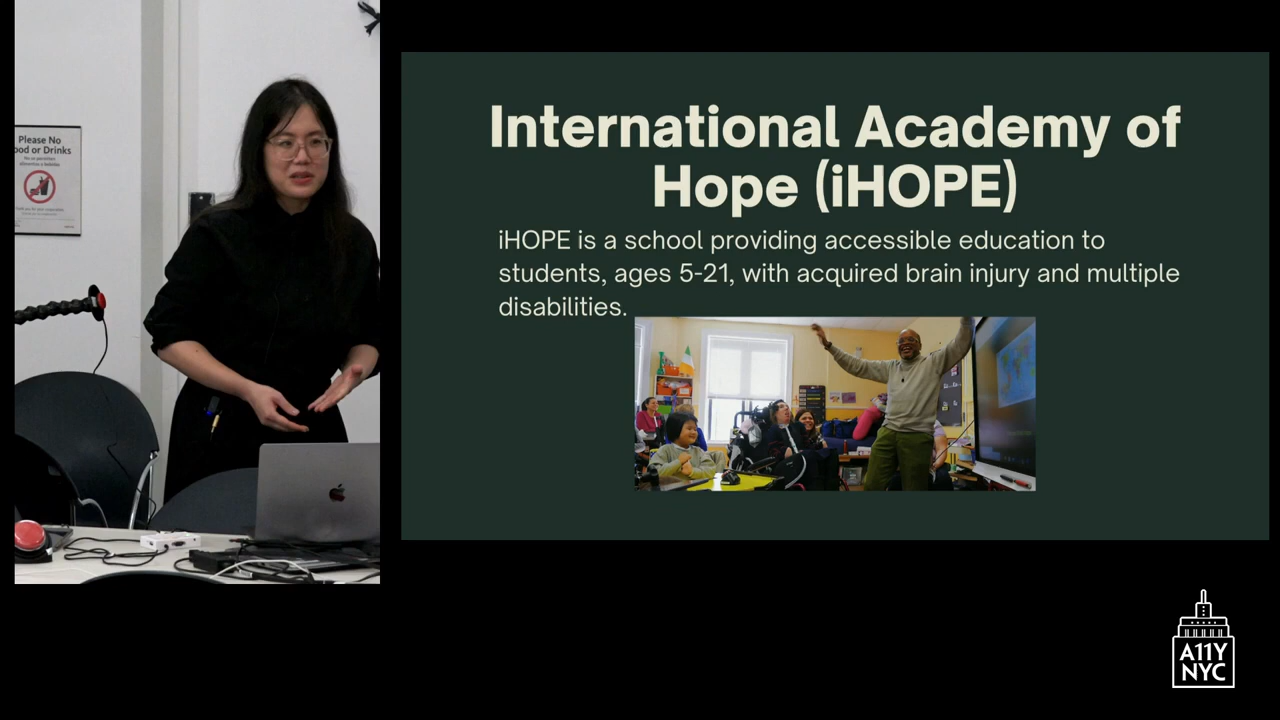 Please No
ood or Drinks
International Academy of
Hope (iHOPE)
iHOPE is a school providing accessible education to
students, ages 5-21, with acquired brain injury and multiple
disabilities.
A11Y
NYC